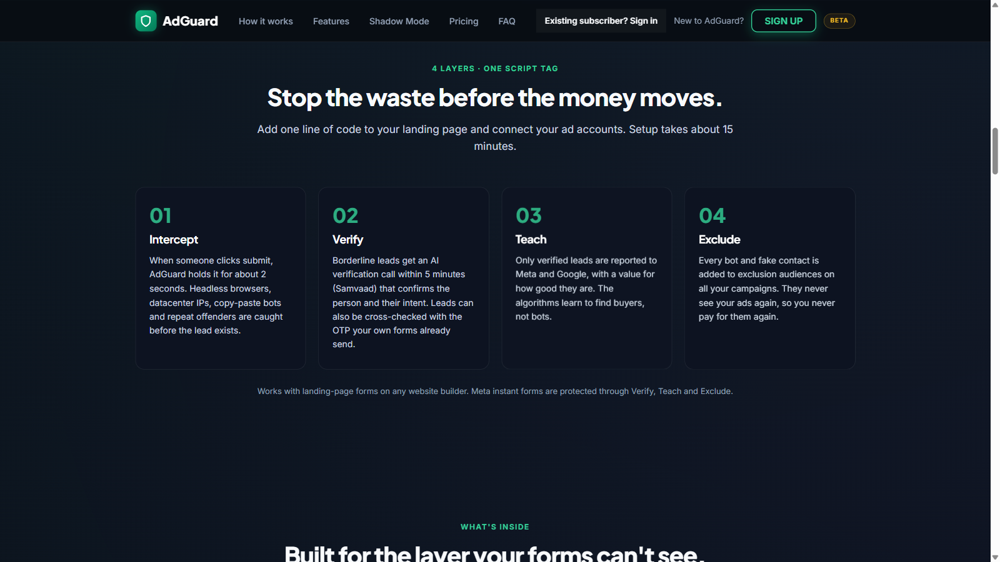 AdGuard
How it works
Features
Shadow Mode
Pricing
FAQ
Existing subscriber? Sign in
New to AdGuard?
SIGN UP
BETA
4 LAYERS · ONE SCRIPT TAG
Stop the waste before the money moves.
Add one line of code to your landing page and connect your ad accounts. Setup takes about 15
minutes.
01
Intercept
When someone clicks submit,
AdGuard holds it for about 2
seconds. Headless browsers,
datacenter IPs, copy-paste bots
and repeat offenders are caught
before the lead exists.
02
Verify
Borderline leads get an AI
verification call within 5 minutes
(Samvaad) that confirms the
person and their intent. Leads can
also be cross-checked with the
OTP your own forms already
send.
03
Teach
Only verified leads are reported to
Meta and Google, with a value for
how good they are. The
algorithms learn to find buyers,
not bots.
04
Exclude
Every bot and fake contact is
added to exclusion audiences on
all your campaigns. They never
see your ads again, so you never
pay for them again.
Works with landing-page forms on any website builder. Meta instant forms are protected through Verify, Teach and Exclude.
WHAT'S INSIDE
Built for the layer your forms can't see.